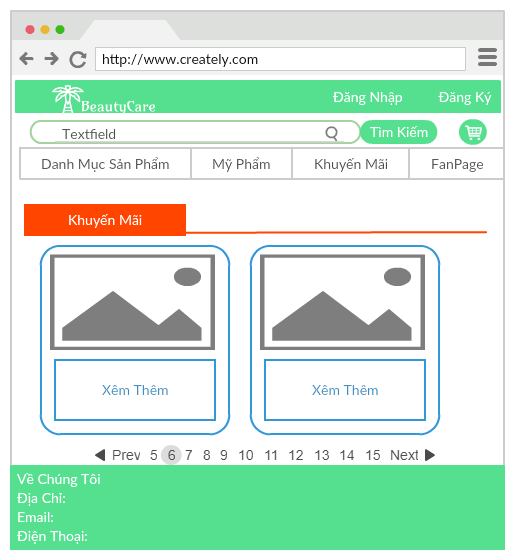 http://www.creately.com
BeautyCare Đăng Nhập Đăng Ký
Textfield Tìm Kiếm
Danh Mục Sản Phẩm Mỹ Phẩm Khuyến Mãi FanPage
Khuyến Mãi
Xêm Thêm Xêm Thêm
Prev 5 6 7 8 9 10 11 12 13 14 15 Next
Về Chúng Tôi
Địa Chỉ:
Email:
Điện Thoại: